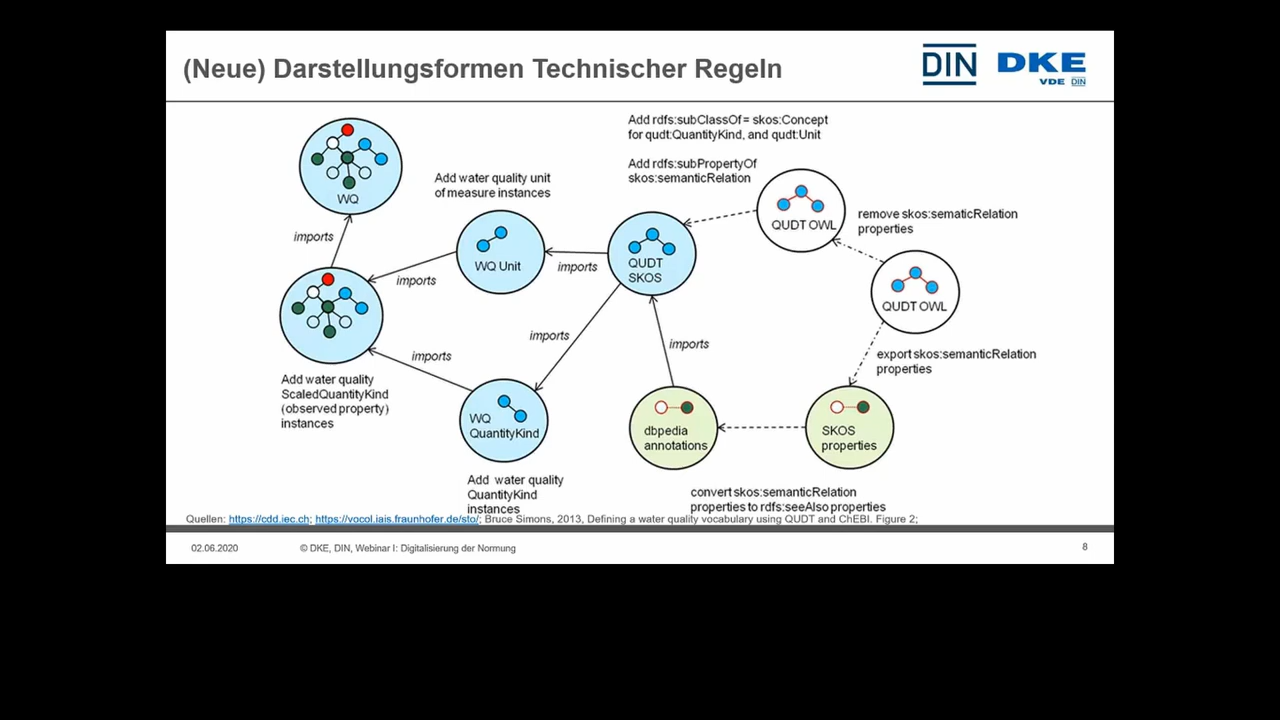 (Neue) Darstellungsformen Technischer Regeln
DIN
DKE
VDE DIN
Add rdfs:subClassOf = skos:Concept
for qudt:QuantityKind, and qudt:Unit
Add rdfs:subPropertyOf
skos:semanticRelation
Add water quality unit
of measure instances
WQ
QUDT OWL
remove skos:sematicRelation
properties
imports
WQ Unit
imports
QUDT
SKOS
imports
QUDT OWL
imports
imports
imports
export skos:semanticRelation
properties
Add water quality
ScaledQuantityKind
(observed property)
instances
WQ
QuantityKind
dbpedia
annotations
SKOS
properties
Add water quality
QuantityKind
instances
convert skos:semanticRelation
properties to rdfs:seeAlso properties
Quellen: https://cdd.iec.ch; https://vocol.iais.fraunhofer.de/sto/; Bruce Simons, 2013, Defining a water quality vocabulary using QUDT and ChEBI. Figure 2;
02.06.2020
© DKE, DIN, Webinar I: Digitalisierung der Normung
8